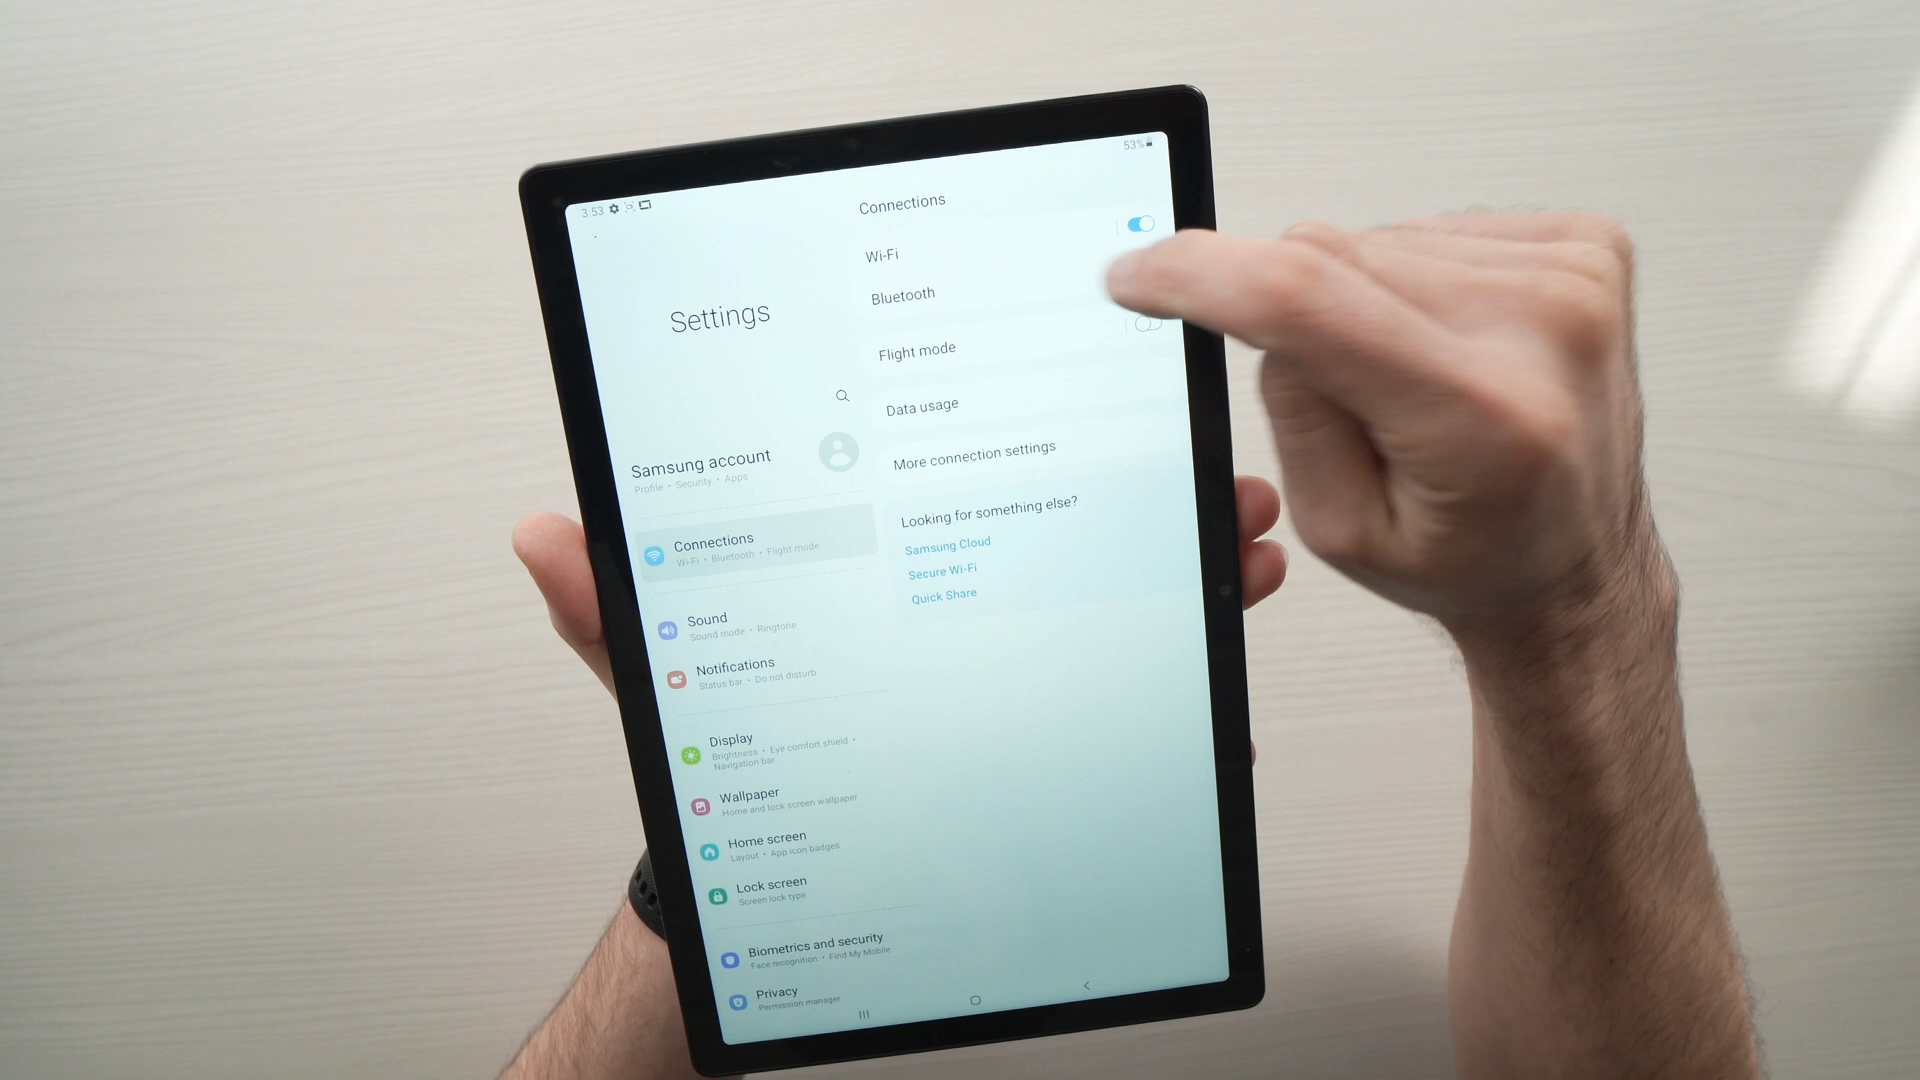 3:53
53%
Settings
Samsung account
Profile • Security • Apps
Connections
Wi-Fi • Bluetooth • Flight mode
Sound
Sound mode • Ringtone
Notifications
Status bar • Do not disturb
Display
Brightness • Eye comfort shield •
Navigation bar
Wallpaper
Home and lock screen wallpaper
Home screen
Layout • App icon badges
Lock screen
Screen lock type
Biometrics and security
Face recognition • Find My Mobile
Privacy
Permission manager
Connections
Wi-Fi
Bluetooth
Flight mode
Data usage
More connection settings
Looking for something else?
Samsung Cloud
Secure Wi-Fi
Quick Share